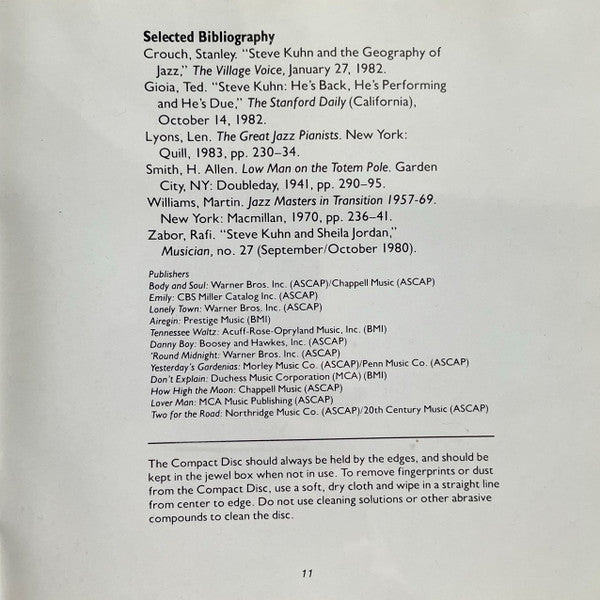 Selected Bibliography
Crouch, Stanley. "Steve Kuhn and the Geography of
Jazz," The Village Voice, January 27, 1982.
Gioia, Ted. "Steve Kuhn: He's Back, He's Performing
and He's Due," The Stanford Daily (California),
October 14, 1982.
Lyons, Len. The Great Jazz Pianists. New York:
Quill, 1983, pp. 230–34.
Smith, H. Allen. Low Man on the Totem Pole. Garden
City, NY: Doubleday, 1941, pp. 290–95.
Williams, Martin. Jazz Masters in Transition 1957-69.
New York: Macmillan, 1970, pp. 236–41.
Zabor, Rafi. "Steve Kuhn and Sheila Jordan,"
Musician, no. 27 (September/October 1980).
Publishers
Body and Soul: Warner Bros. Inc. (ASCAP)/Chappell Music (ASCAP)
Emily: CBS Miller Catalog Inc. (ASCAP)
Lonely Town: Warner Bros. Inc. (ASCAP)
Airegin: Prestige Music (BMI)
Tennessee Waltz: Acuff-Rose-Opryland Music, Inc. (BMI)
Danny Boy: Boosey and Hawkes, Inc. (ASCAP)
'Round Midnight: Warner Bros. Inc. (ASCAP)
Yesterday's Gardenias: Morley Music Co. (ASCAP)/Penn Music Co. (ASCAP)
Don't Explain: Duchess Music Corporation (MCA) (BMI)
How High the Moon: Chappell Music (ASCAP)
Lover Man: MCA Music Publishing (ASCAP)
Two for the Road: Northridge Music Co. (ASCAP)/20th Century Music (ASCAP)
The Compact Disc should always be held by the edges, and should be
kept in the jewel box when not in use. To remove fingerprints or dust
from the Compact Disc, use a soft, dry cloth and wipe in a straight line
from center to edge. Do not use cleaning solutions or other abrasive
compounds to clean the disc.
11